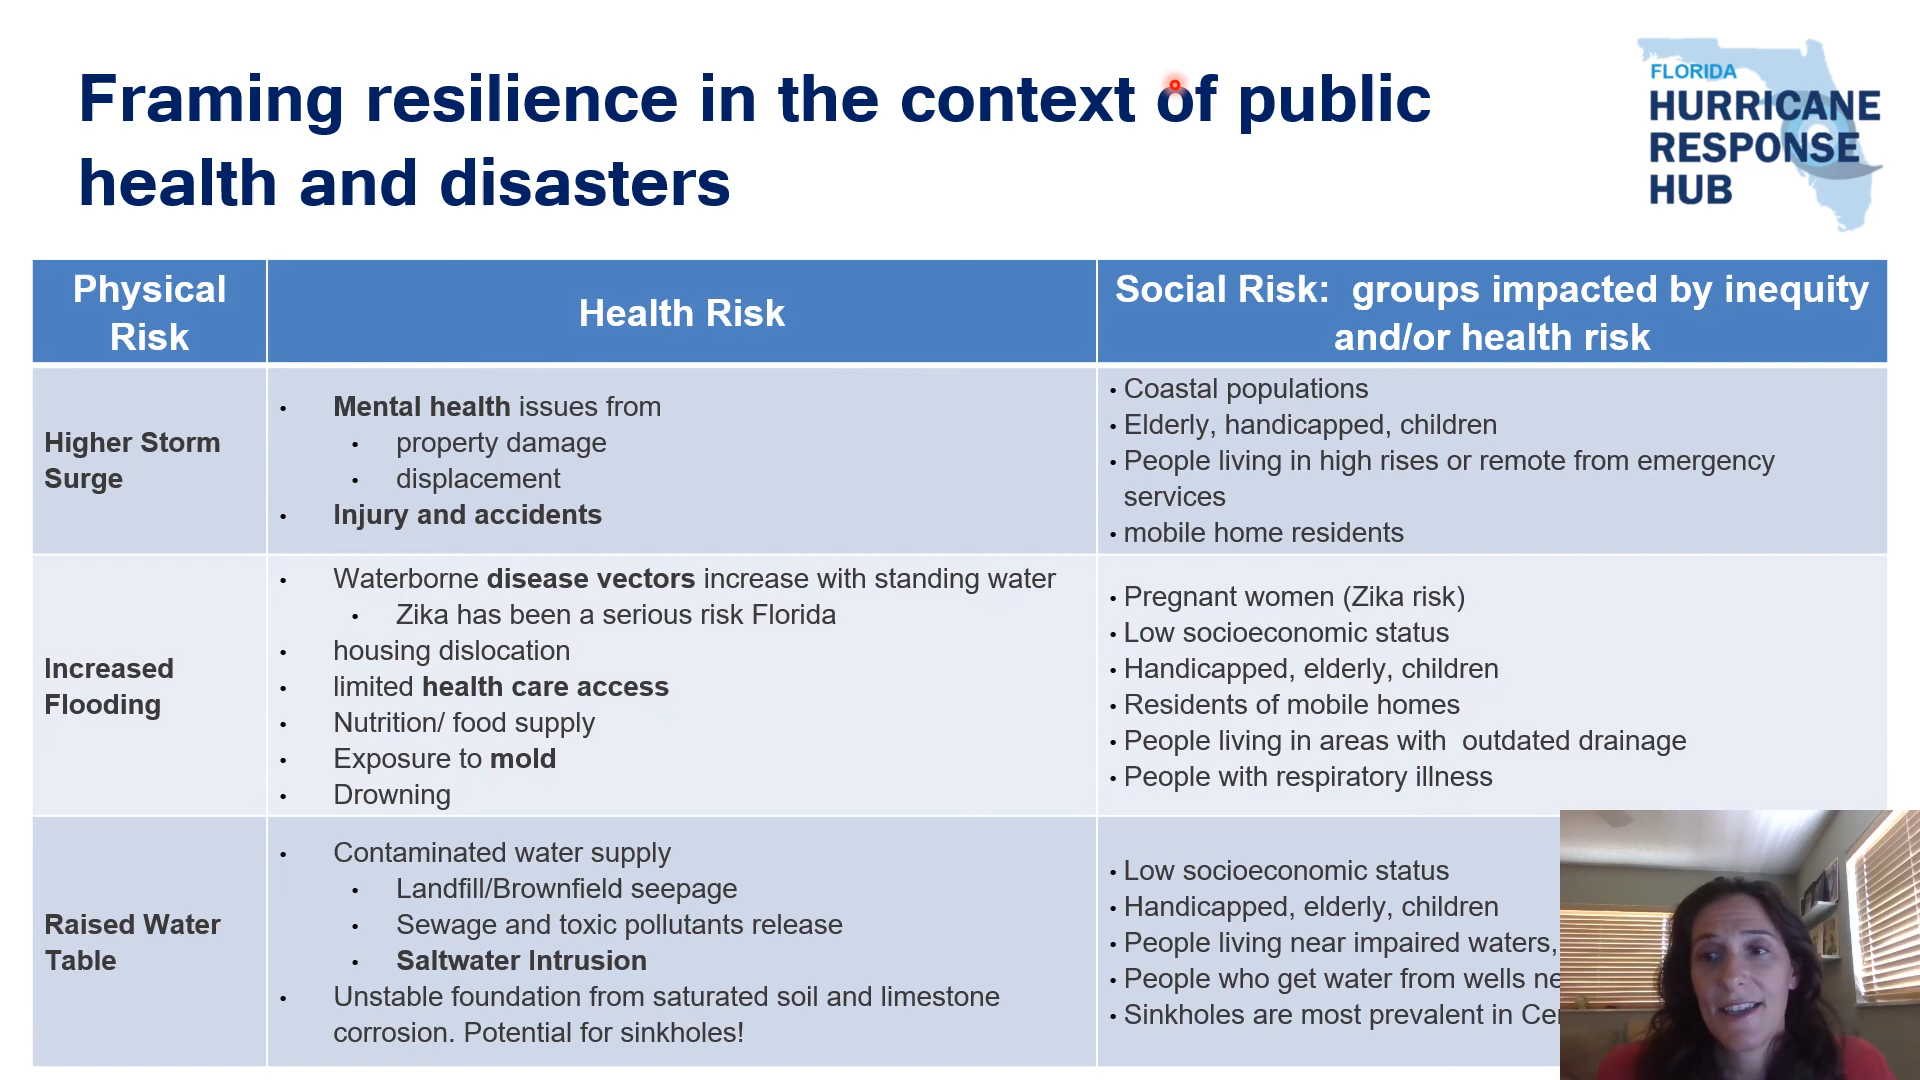 Framing resilience in the context of public
health and disasters
FLORIDA
HURRICANE
RESPONSE
HUB
Physical
Risk
Health Risk
Social Risk:  groups impacted by inequity
and/or health risk
Higher Storm
Surge
• Mental health issues from
• property damage
• displacement
• Injury and accidents
• Coastal populations
• Elderly, handicapped, children
• People living in high rises or remote from emergency
services
• mobile home residents
Increased
Flooding
• Waterborne disease vectors increase with standing water
• Zika has been a serious risk Florida
• housing dislocation
• limited health care access
• Nutrition/ food supply
• Exposure to mold
• Drowning
• Pregnant women (Zika risk)
• Low socioeconomic status
• Handicapped, elderly, children
• Residents of mobile homes
• People living in areas with  outdated drainage
• People with respiratory illness
Raised Water
Table
• Contaminated water supply
• Landfill/Brownfield seepage
• Sewage and toxic pollutants release
• Saltwater Intrusion
• Unstable foundation from saturated soil and limestone
corrosion. Potential for sinkholes!
• Low socioeconomic status
• Handicapped, elderly, children
• People living near impaired waters,
• People who get water from wells
• Sinkholes are most prevalent in